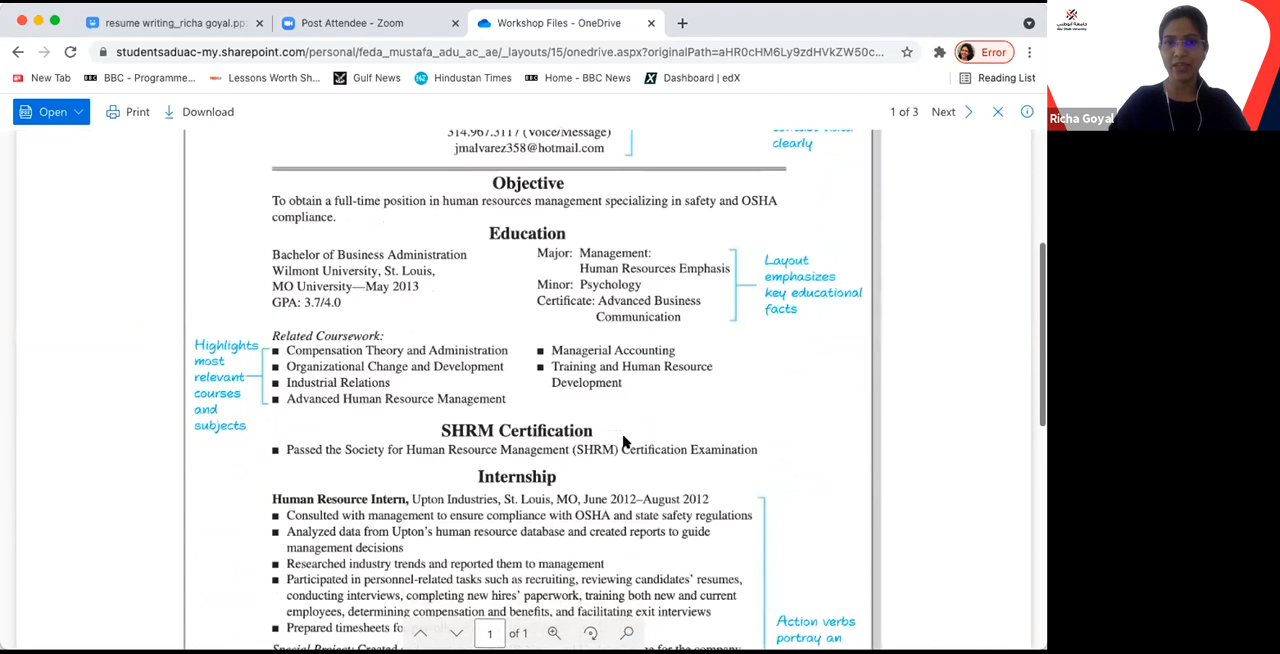 resume writing_richa goyal.pp
Post Attendee - Zoom
Workshop Files - OneDrive
studentsaduac-my.sharepoint.com/personal/feda_mustafa_adu_ac_ae/_layouts/15/onedrive.aspx?originalPath=aHR0cHM6Ly9zdHVkZW50c...
Error
New Tab
BBC - Programme...
Lessons Worth Sh...
Gulf News
Hindustan Times
Home - BBC News
Dashboard | edX
Reading List
Open
Print
Download
1 of 3
Next
Richa Goyal
314.967.3117 (Voice/Message)
jmalvarez358@hotmail.com
clearly
Objective
To obtain a full-time position in human resources management specializing in safety and OSHA
compliance.
Education
Bachelor of Business Administration
Wilmont University, St. Louis,
MO University—May 2013
GPA: 3.7/4.0
Major: Management:
Human Resources Emphasis
Minor: Psychology
Certificate: Advanced Business
Communication
Layout
emphasizes
key educational
facts
Related Coursework:
■ Compensation Theory and Administration
■ Organizational Change and Development
■ Industrial Relations
■ Advanced Human Resource Management
■ Managerial Accounting
■ Training and Human Resource
Development
Highlights
most
relevant
courses
and
subjects
SHRM Certification
■ Passed the Society for Human Resource Management (SHRM) Certification Examination
Internship
Human Resource Intern, Upton Industries, St. Louis, MO, June 2012–August 2012
■ Consulted with management to ensure compliance with OSHA and state safety regulations
■ Analyzed data from Upton's human resource database and created reports to guide
management decisions
■ Researched industry trends and reported them to management
■ Participated in personnel-related tasks such as recruiting, reviewing candidates' resumes,
conducting interviews, completing new hires' paperwork, training both new and current
employees, determining compensation and benefits, and facilitating exit interviews
■ Prepared timesheets fo
1 of 1
Action verbs
portray an